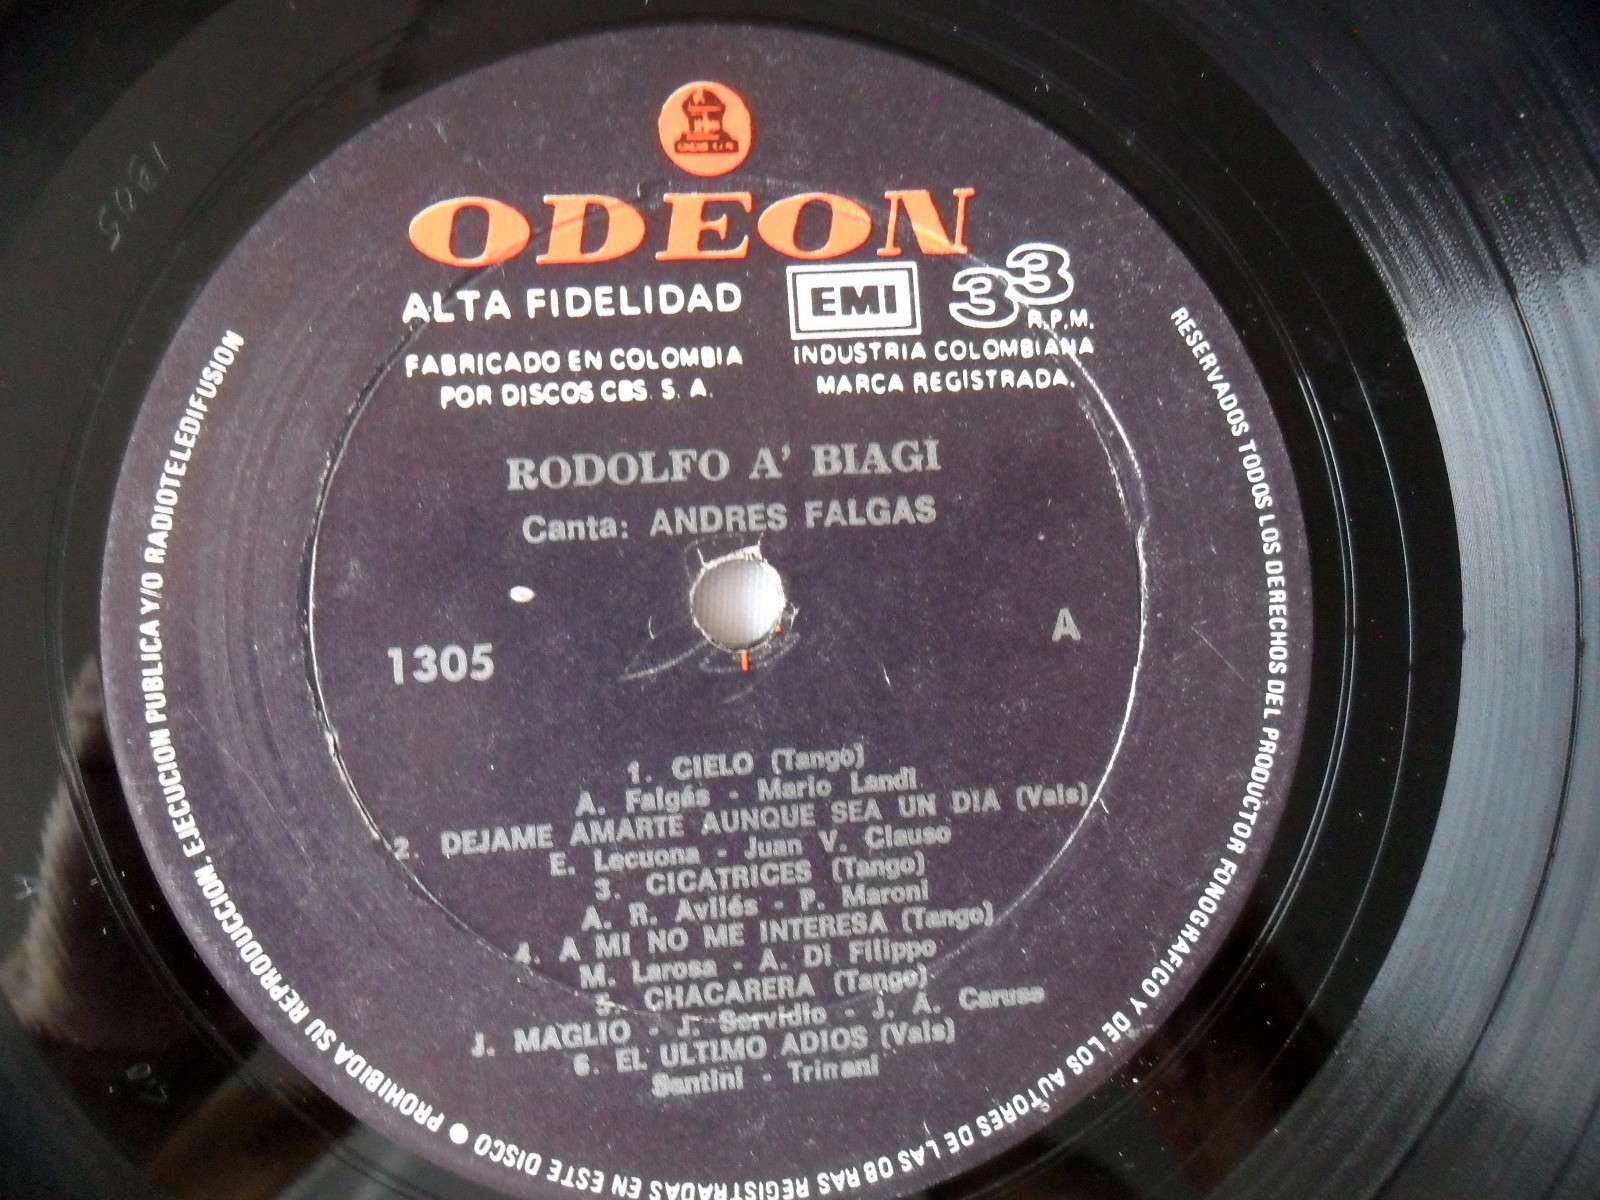 ODEON
ODEON
ALTA FIDELIDAD
EMI
33
R.P.M.
FABRICADO EN COLOMBIA
POR DISCOS CBS S. A.
INDUSTRIA COLOMBIANA
MARCA REGISTRADA.
RODOLFO A' BIAGI
Canta: ANDRES FALGAS
1305
A
1. CIELO (Tango)
A. Falgás - Mario Landi
2. DEJAME AMARTE AUNQUE SEA UN DIA (Vals)
E. Lecuona - Juan V. Clauso
3. CICATRICES (Tango)
A. R. Avilés - P. Maroni
4. A MI NO ME INTERESA (Tango)
M. Larosa - A. Di Filippo
5. CHACARERA (Tango)
J. MAGLIO - J. Servidio - J. A. Caruso
6. EL ULTIMO ADIOS (Vals)
Santini - Trinani
RESERVADOS TODOS LOS DERECHOS DEL PRODUCTOR FONOGRAFICO Y DE LOS AUTORES DE LAS OBRAS REGISTRADAS EN ESTE DISCO • PROHIBIDA SU REPRODUCCION, EJECUCION PUBLICA Y/O RADIOTELEDIFUSION
1305